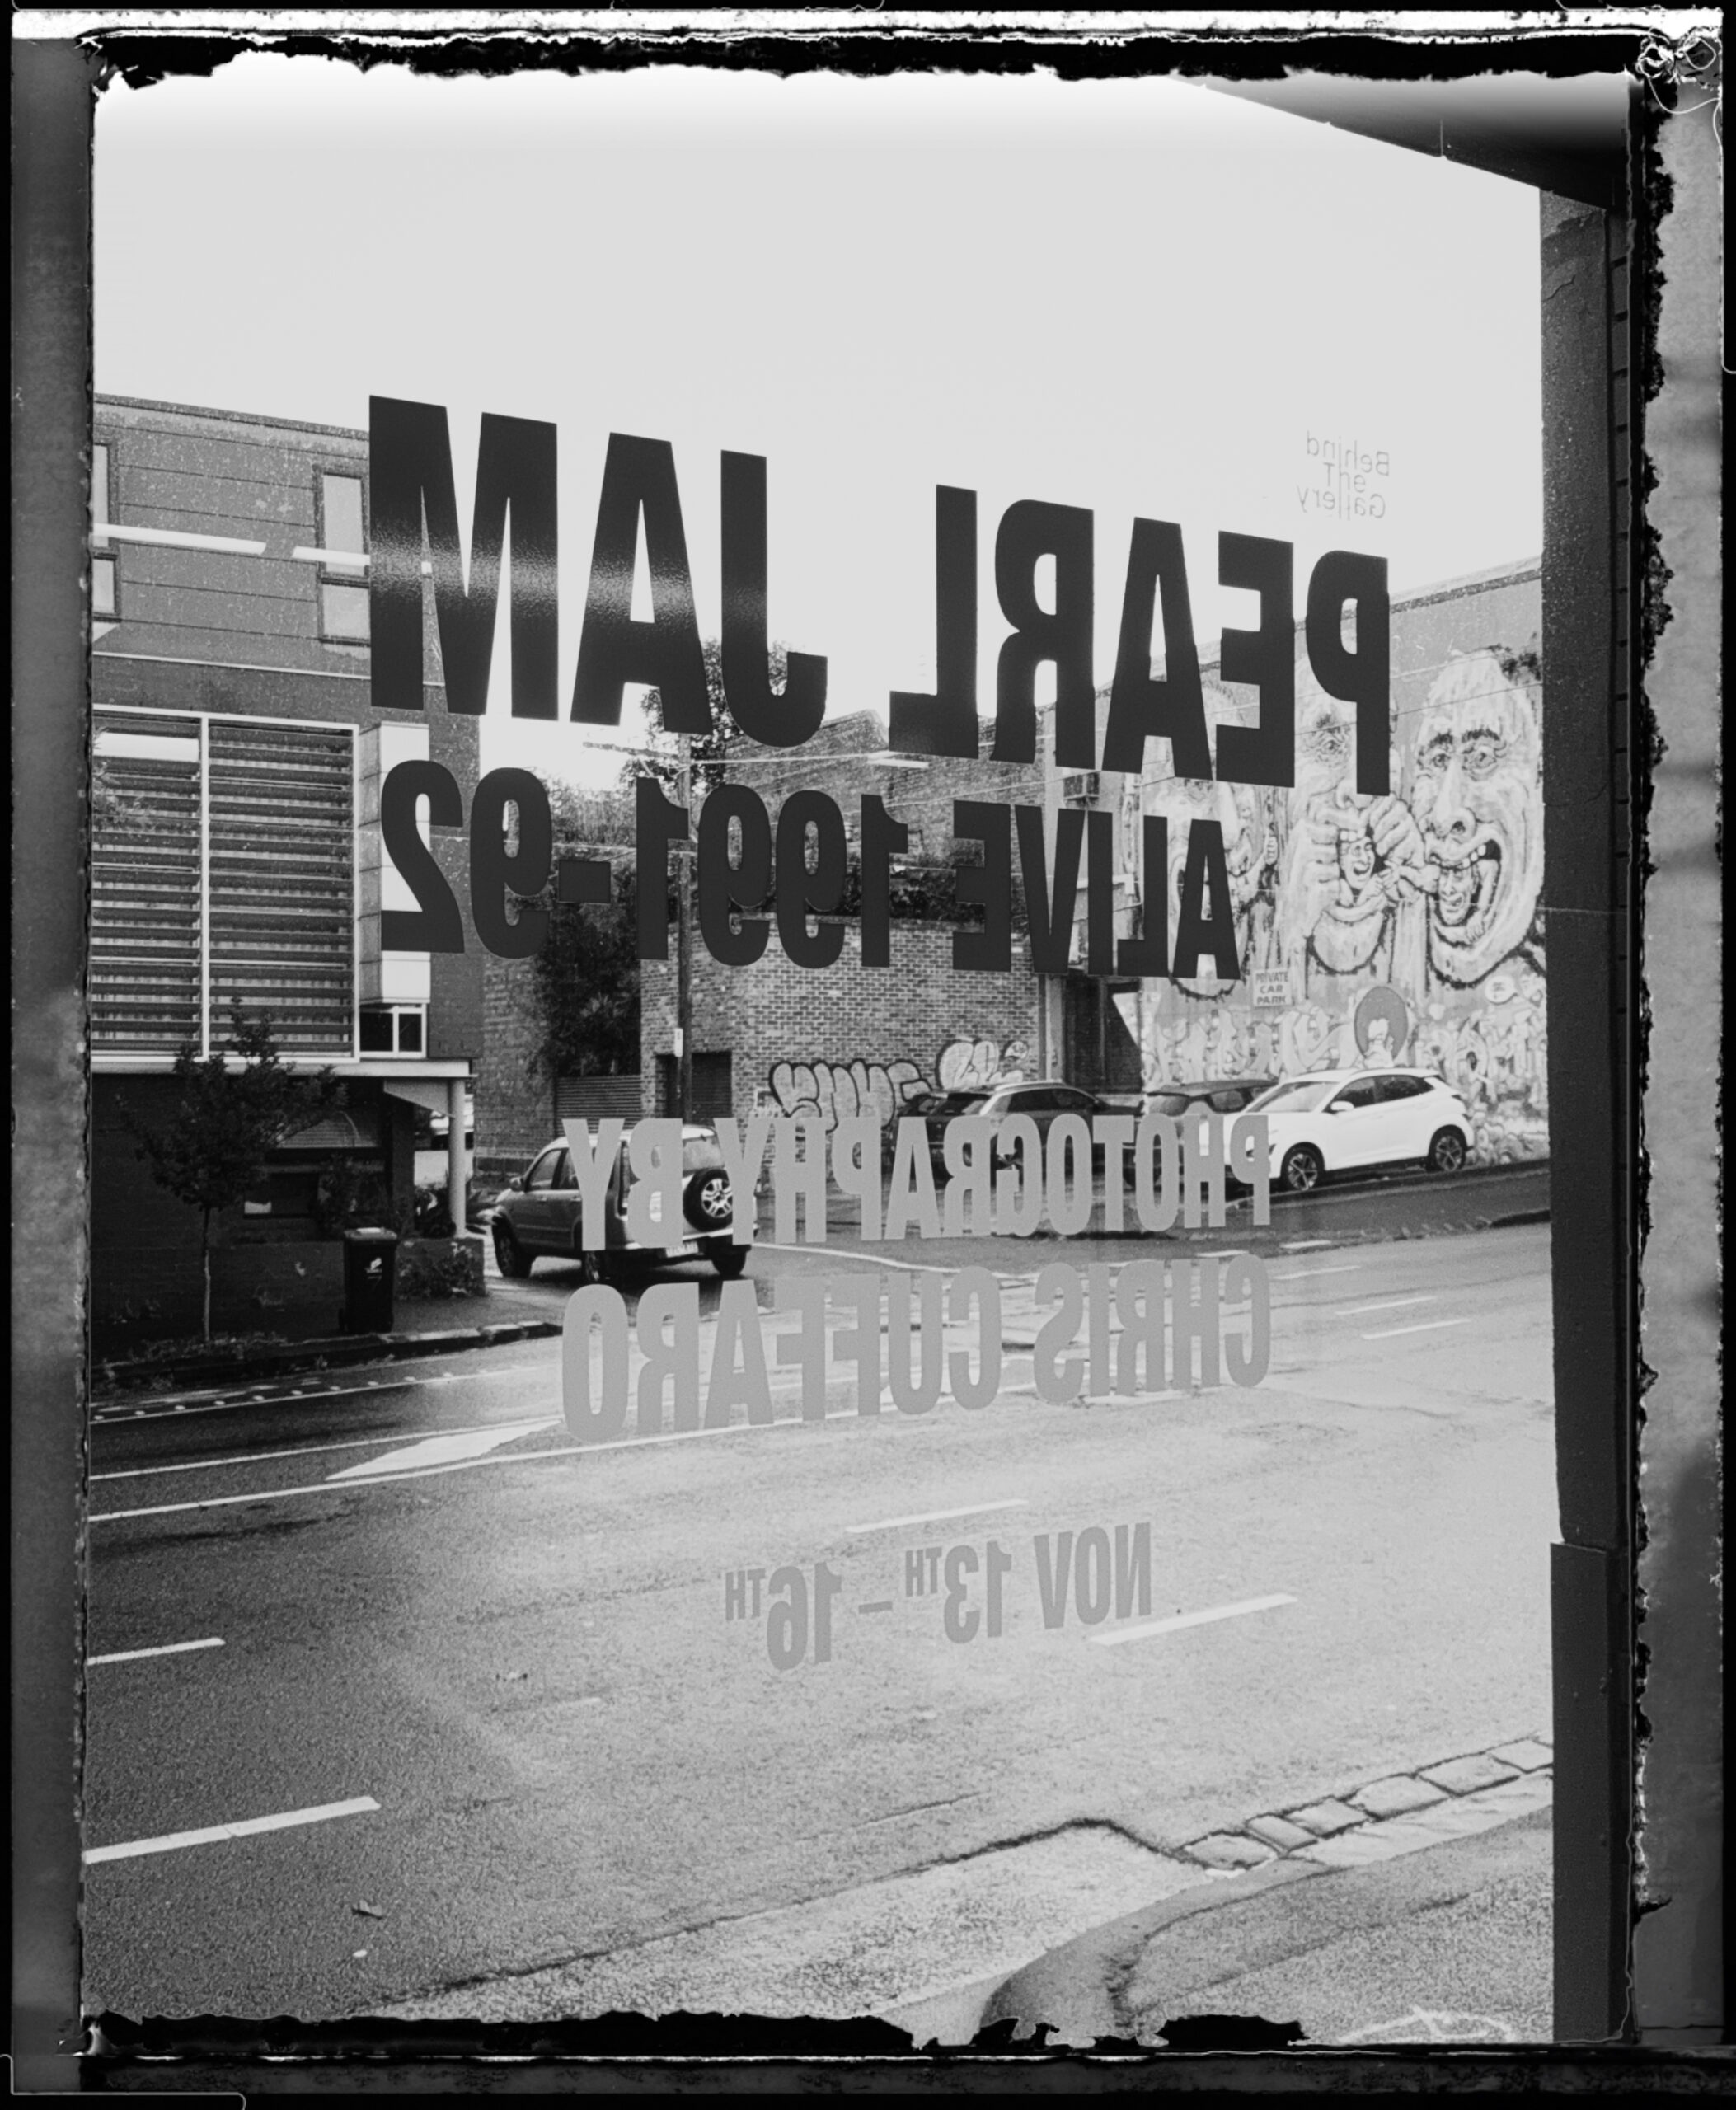 Behind
The
Gallery
PEARL JAM
ALIVE 1991-92
PHOTOGRAPHY BY
CHRIS CUFFARO
NOV 13TH – 16TH
PRIVATE
CAR
PARK